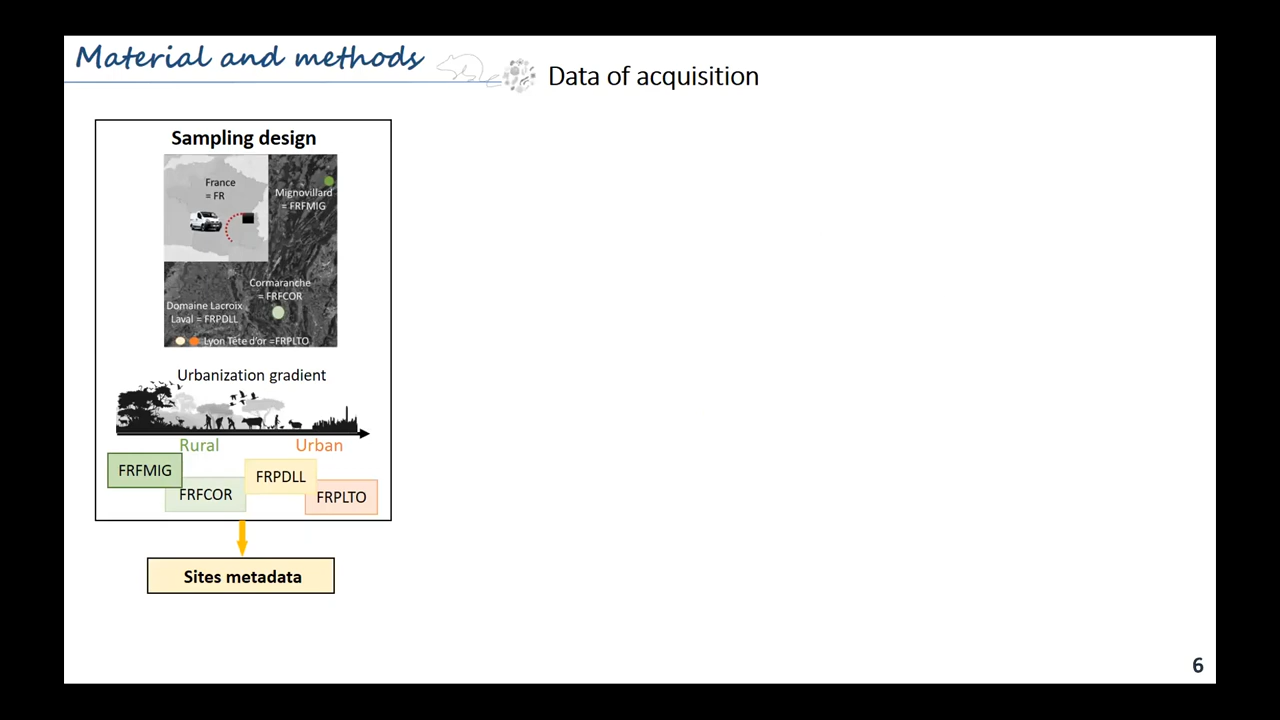 Material and methods
Data of acquisition
Sampling design
France
= FR
Mignovillard
= FRFMIG
Cormaranche
= FRFCOR
Domaine Lacroix
Laval = FRPDLL
Lyon Tête d'or =FRPLTO
Urbanization gradient
Rural
Urban
FRFMIG
FRFCOR
FRPDLL
FRPLTO
Sites metadata
6